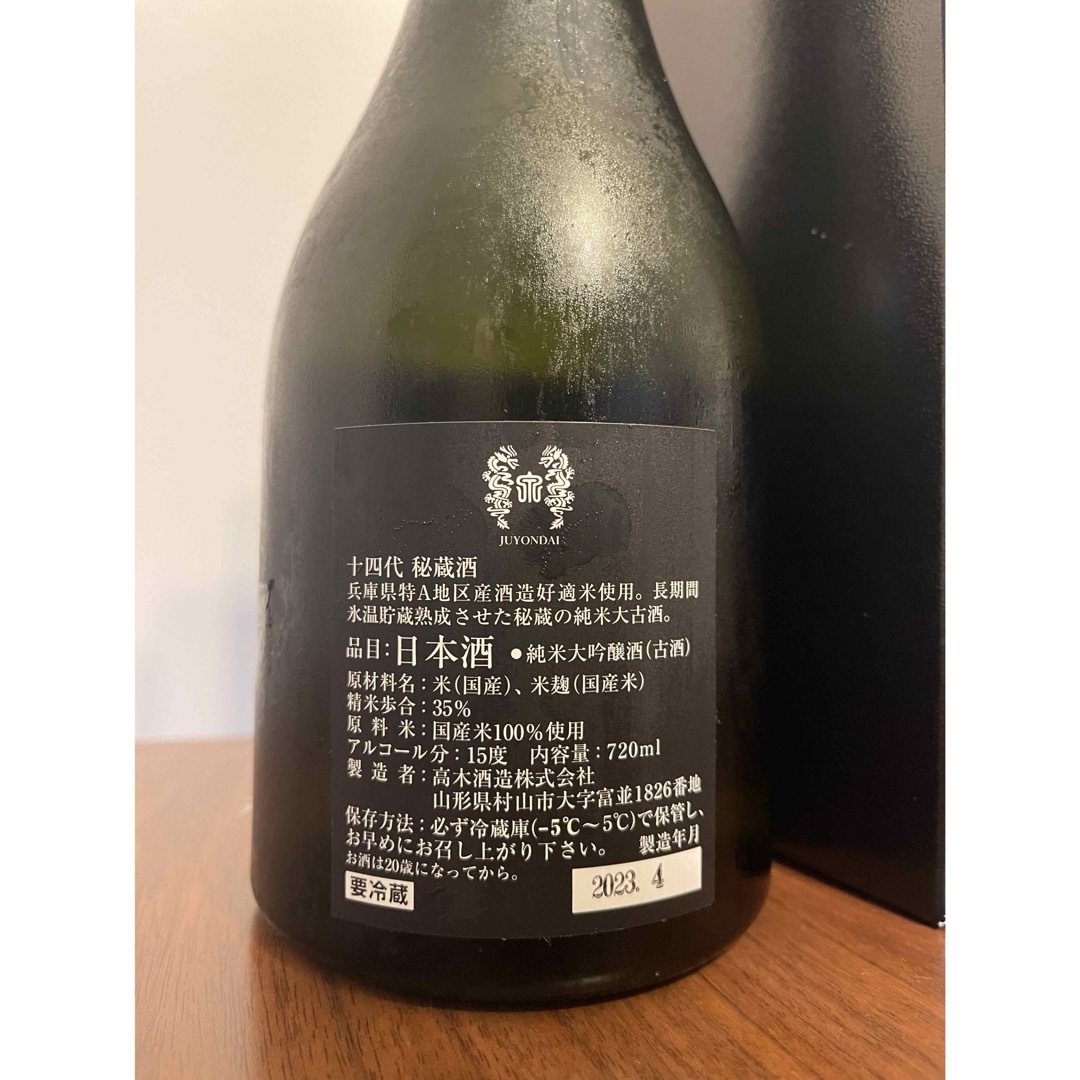 JUYONDAI
十四代 秘蔵酒
兵庫県特A地区産酒造好適米使用。長期間
氷温貯蔵熟成させた秘蔵の純米大古酒。
品目：日本酒 ●純米大吟醸酒(古酒)
原材料名：米(国産)、米麹(国産米)
精米歩合：35%
原料米：国産米100%使用
アルコール分：15度 内容量：720ml
製造者：高木酒造株式会社
山形県村山市大字富並1826番地
保存方法：必ず冷蔵庫(-5℃〜5℃)で保管し、
お早めにお召し上がり下さい。 製造年月
お酒は20歳になってから。
要冷蔵 2023. 4